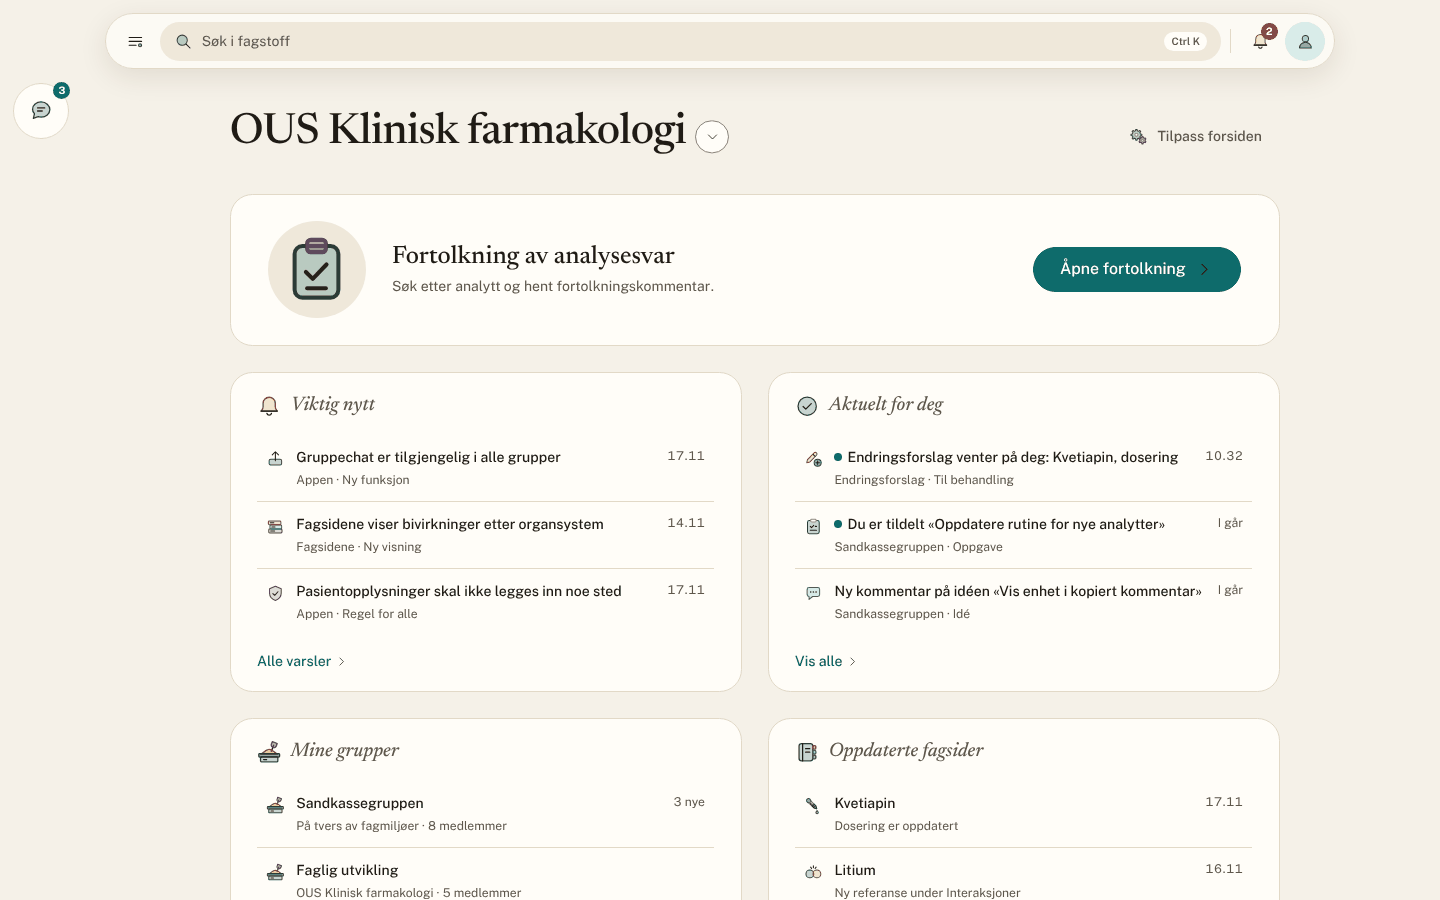 Søk i fagstoff
Ctrl K
2
3
OUS Klinisk farmakologi
Tilpass forsiden
Fortolkning av analysesvar
Søk etter analytt og hent fortolkningskommentar.
Åpne fortolkning
Viktig nytt
Gruppechat er tilgjengelig i alle grupper
17.11
Appen · Ny funksjon
Fagsidene viser bivirkninger etter organsystem
14.11
Fagsidene · Ny visning
Pasientopplysninger skal ikke legges inn noe sted
17.11
Appen · Regel for alle
Alle varsler
Aktuelt for deg
Endringsforslag venter på deg: Kvetiapin, dosering
10.32
Endringsforslag · Til behandling
Du er tildelt «Oppdatere rutine for nye analytter»
I går
Sandkassegruppen · Oppgave
Ny kommentar på idéen «Vis enhet i kopiert kommentar»
I går
Sandkassegruppen · Idé
Vis alle
Mine grupper
Sandkassegruppen
3 nye
På tvers av fagmiljøer · 8 medlemmer
Faglig utvikling
OUS Klinisk farmakologi · 5 medlemmer
Oppdaterte fagsider
Kvetiapin
17.11
Dosering er oppdatert
Litium
16.11
Ny referanse under Interaksjoner